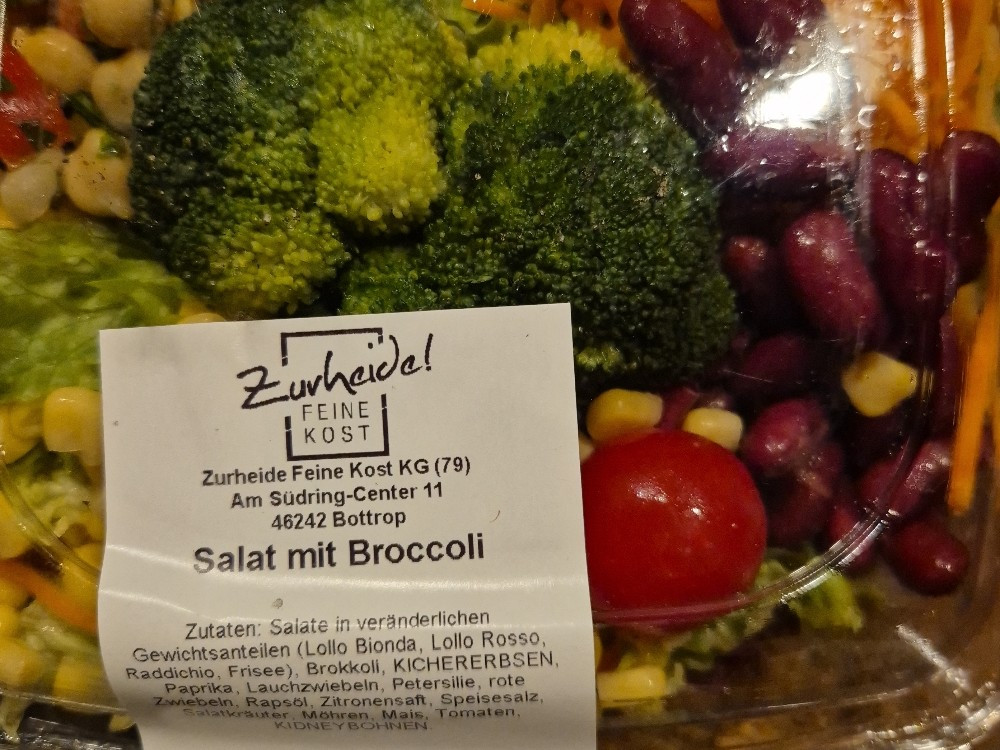 Zurheide!
FEINE
KOST
Zurheide Feine Kost KG (79)
Am Südring-Center 11
46242 Bottrop
Salat mit Broccoli
Zutaten: Salate in veränderlichen
Gewichtsanteilen (Lollo Bionda, Lollo Rosso,
Raddichio, Frisee), Brokkoli, KICHERERBSEN,
Paprika, Lauchzwiebeln, Petersilie, rote
Zwiebeln, Rapsöl, Zitronensaft, Speisesalz,
Salatkräuter, Möhren, Mais, Tomaten,
KIDNEYBOHNEN.